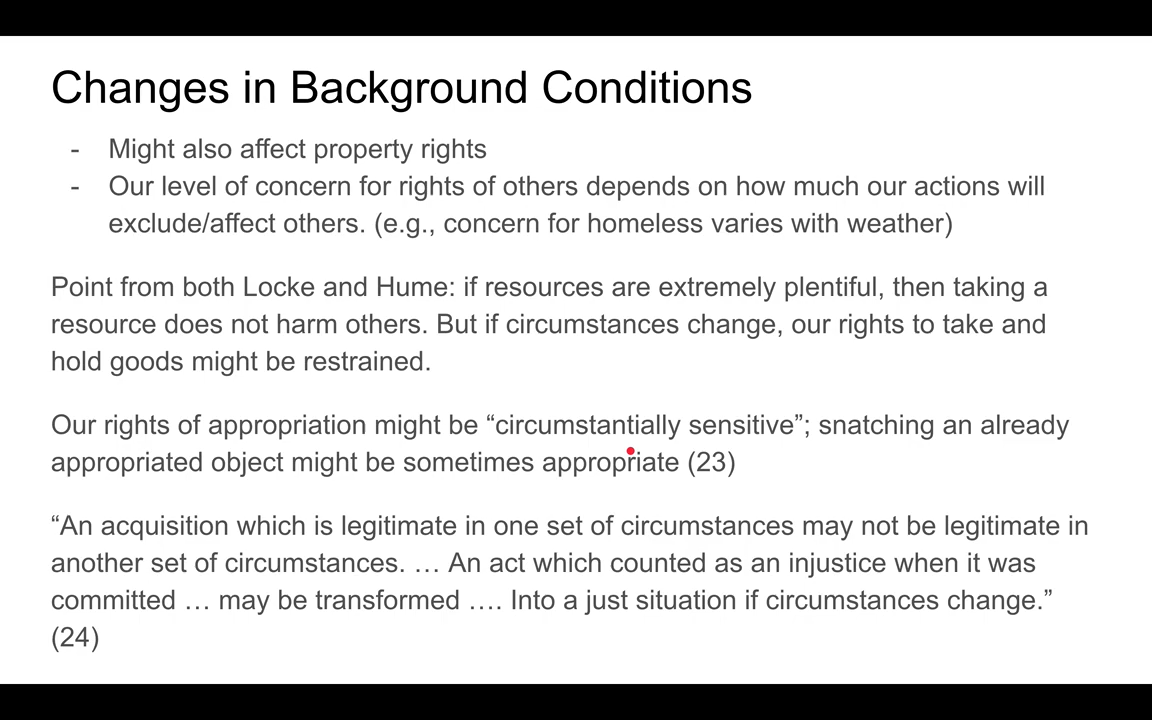 Changes in Background Conditions
- Might also affect property rights
- Our level of concern for rights of others depends on how much our actions will
exclude/affect others. (e.g., concern for homeless varies with weather)
Point from both Locke and Hume: if resources are extremely plentiful, then taking a
resource does not harm others. But if circumstances change, our rights to take and
hold goods might be restrained.
Our rights of appropriation might be “circumstantially sensitive”; snatching an already
appropriated object might be sometimes appropriate (23)
“An acquisition which is legitimate in one set of circumstances may not be legitimate in
another set of circumstances. … An act which counted as an injustice when it was
committed … may be transformed …. Into a just situation if circumstances change.”
(24)